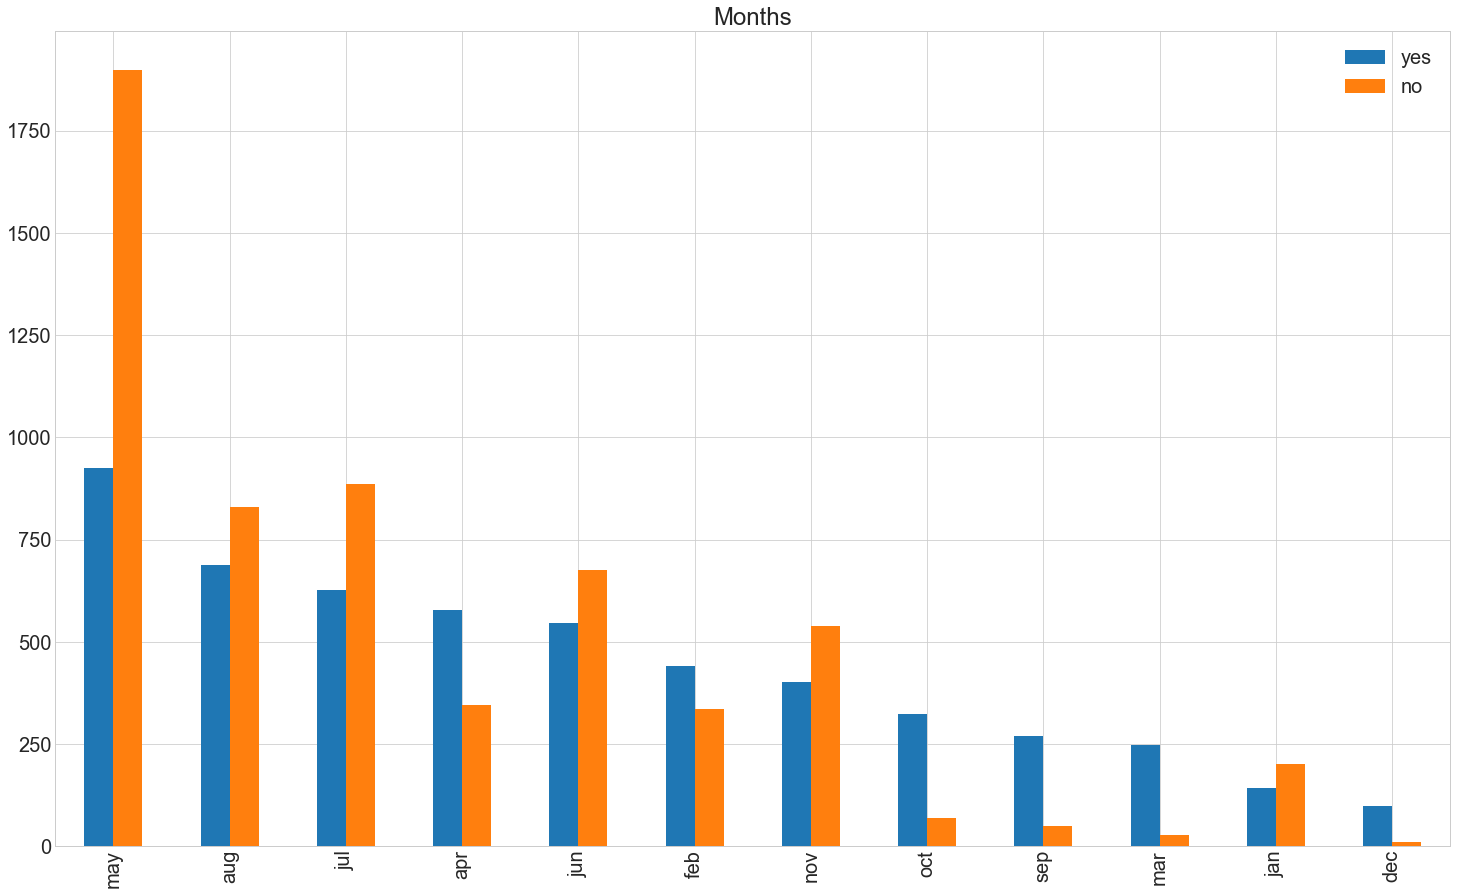 Months
yes
no
1750
1500
1250
1000
750
500
250
0
may
aug
jul
apr
jun
feb
nov
oct
sep
mar
jan
dec